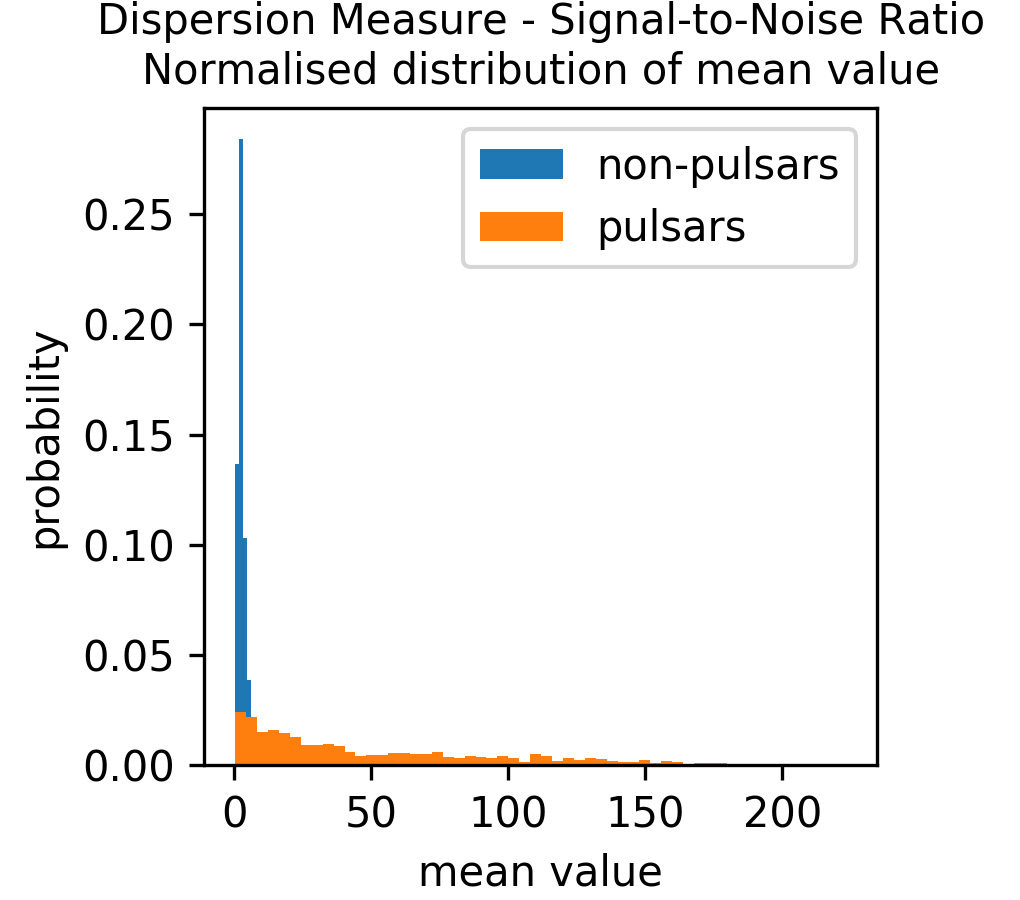 Dispersion Measure - Signal-to-Noise Ratio
Normalised distribution of mean value
non-pulsars
pulsars
probability
0.25
0.20
0.15
0.10
0.05
0.00
0 50 100 150 200
mean value